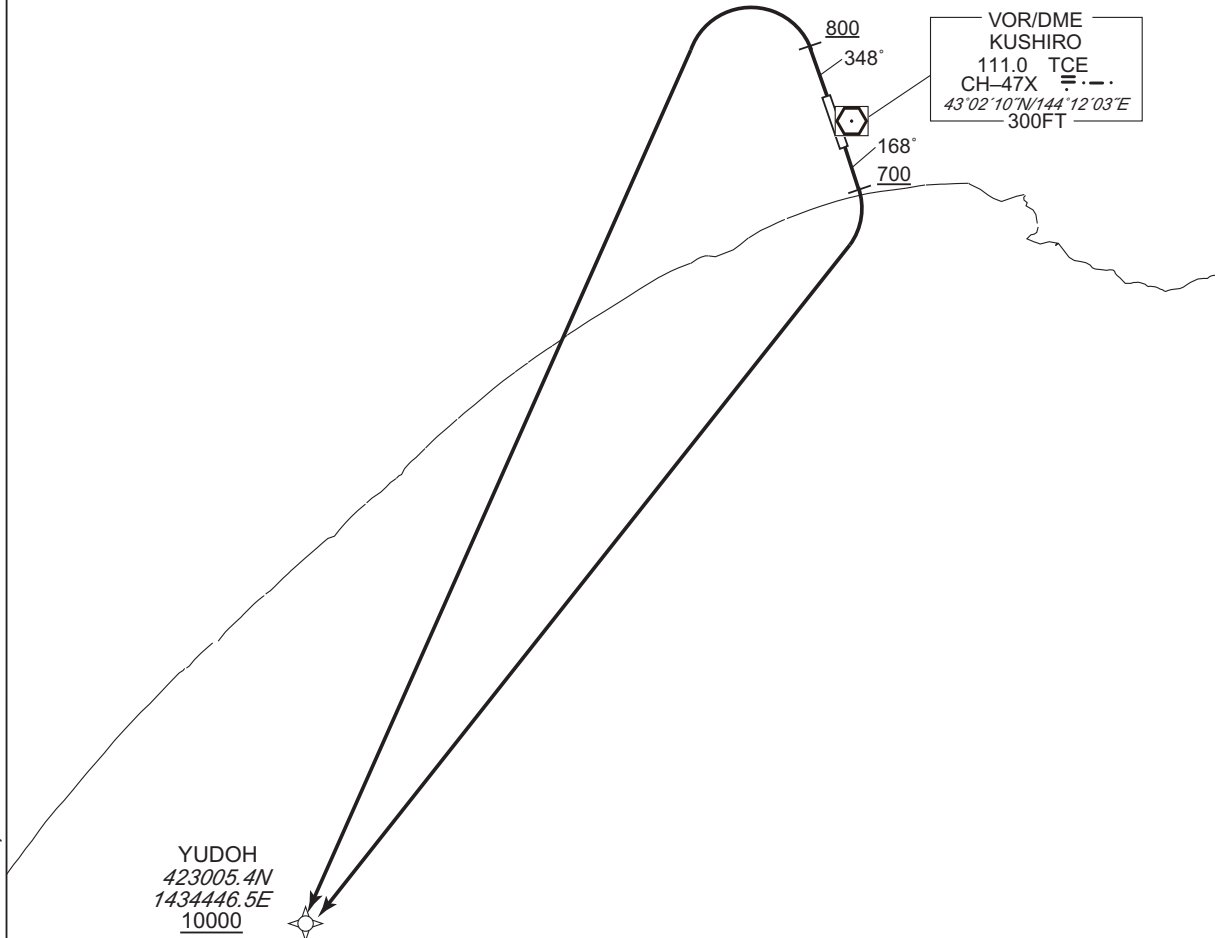 800
348°
VOR/DME
KUSHIRO
111.0 TCE
CH–47X
43°02′10″N/144°12′03″E
300FT
168°
700
YUDOH
423005.4N
1434446.5E
10000